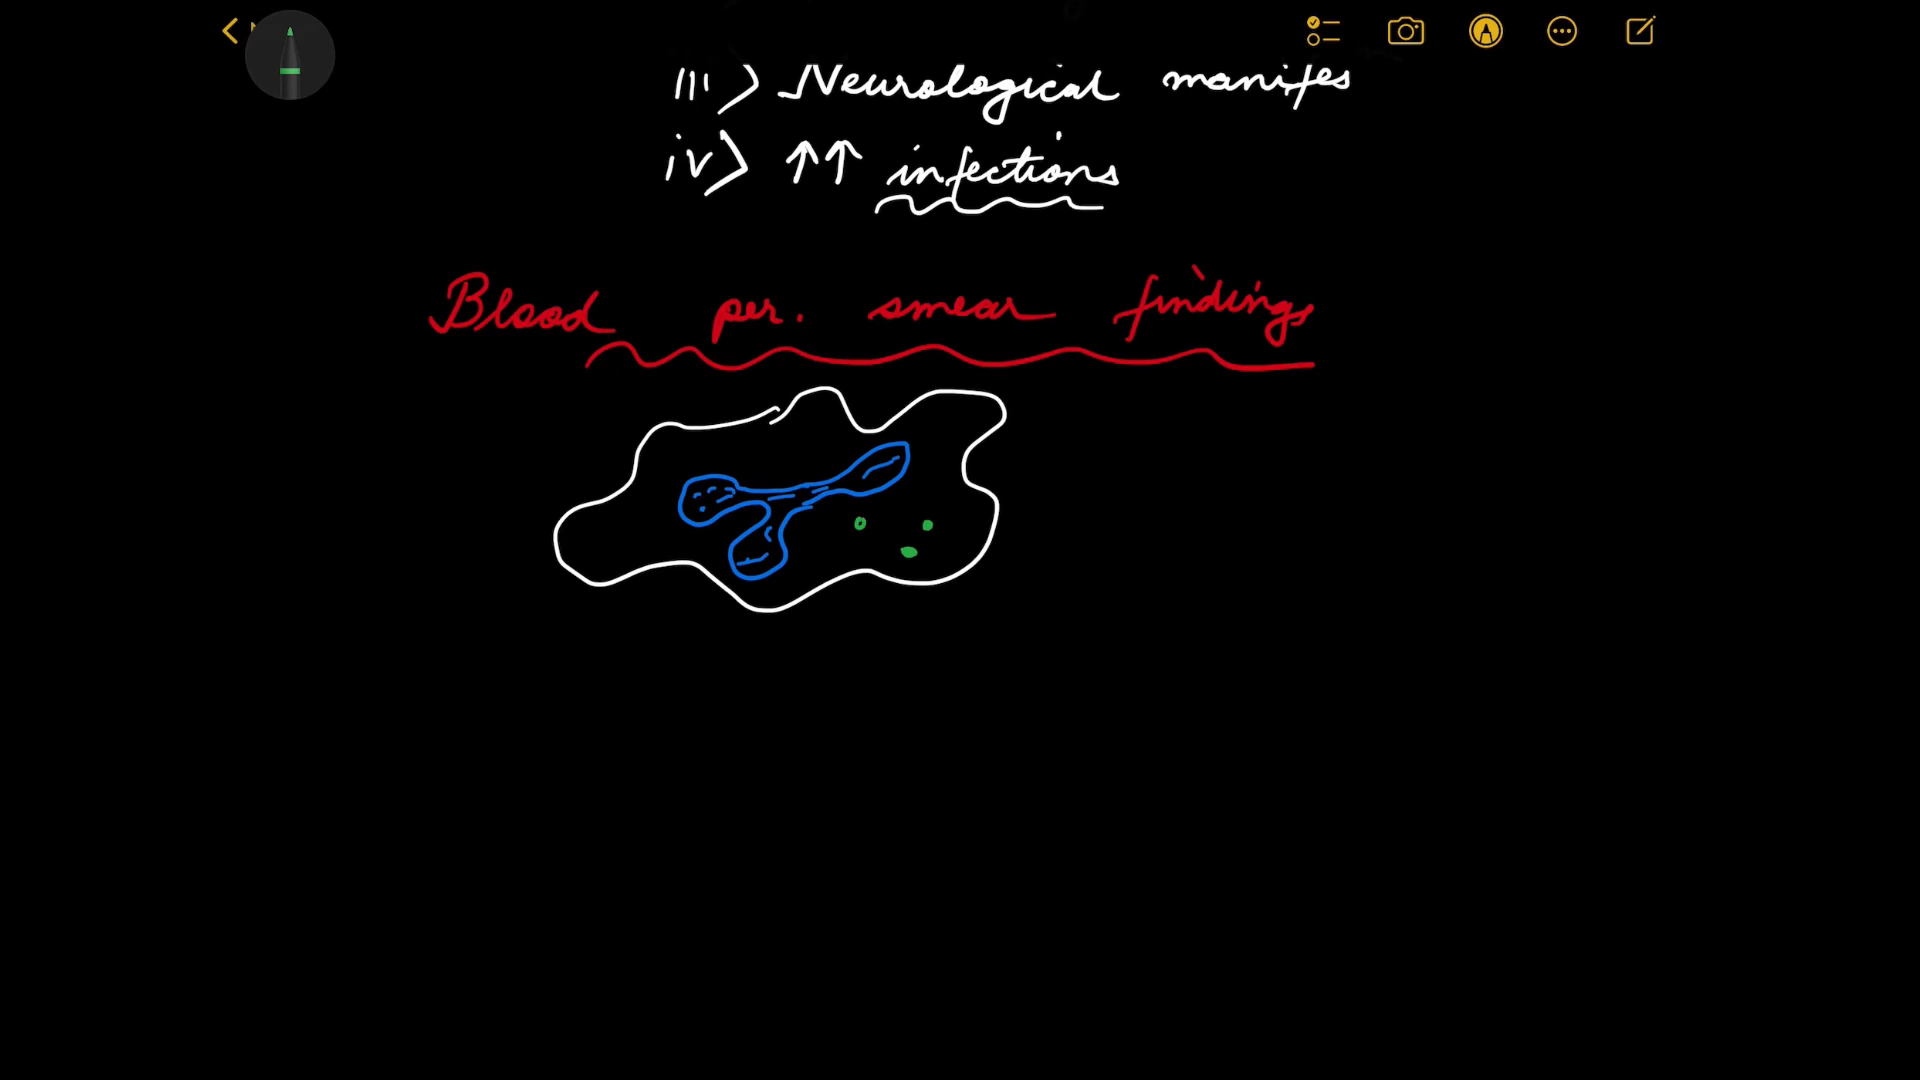 iii) Neurological manifes
iv) ↑↑ infections
Blood per. smear findings